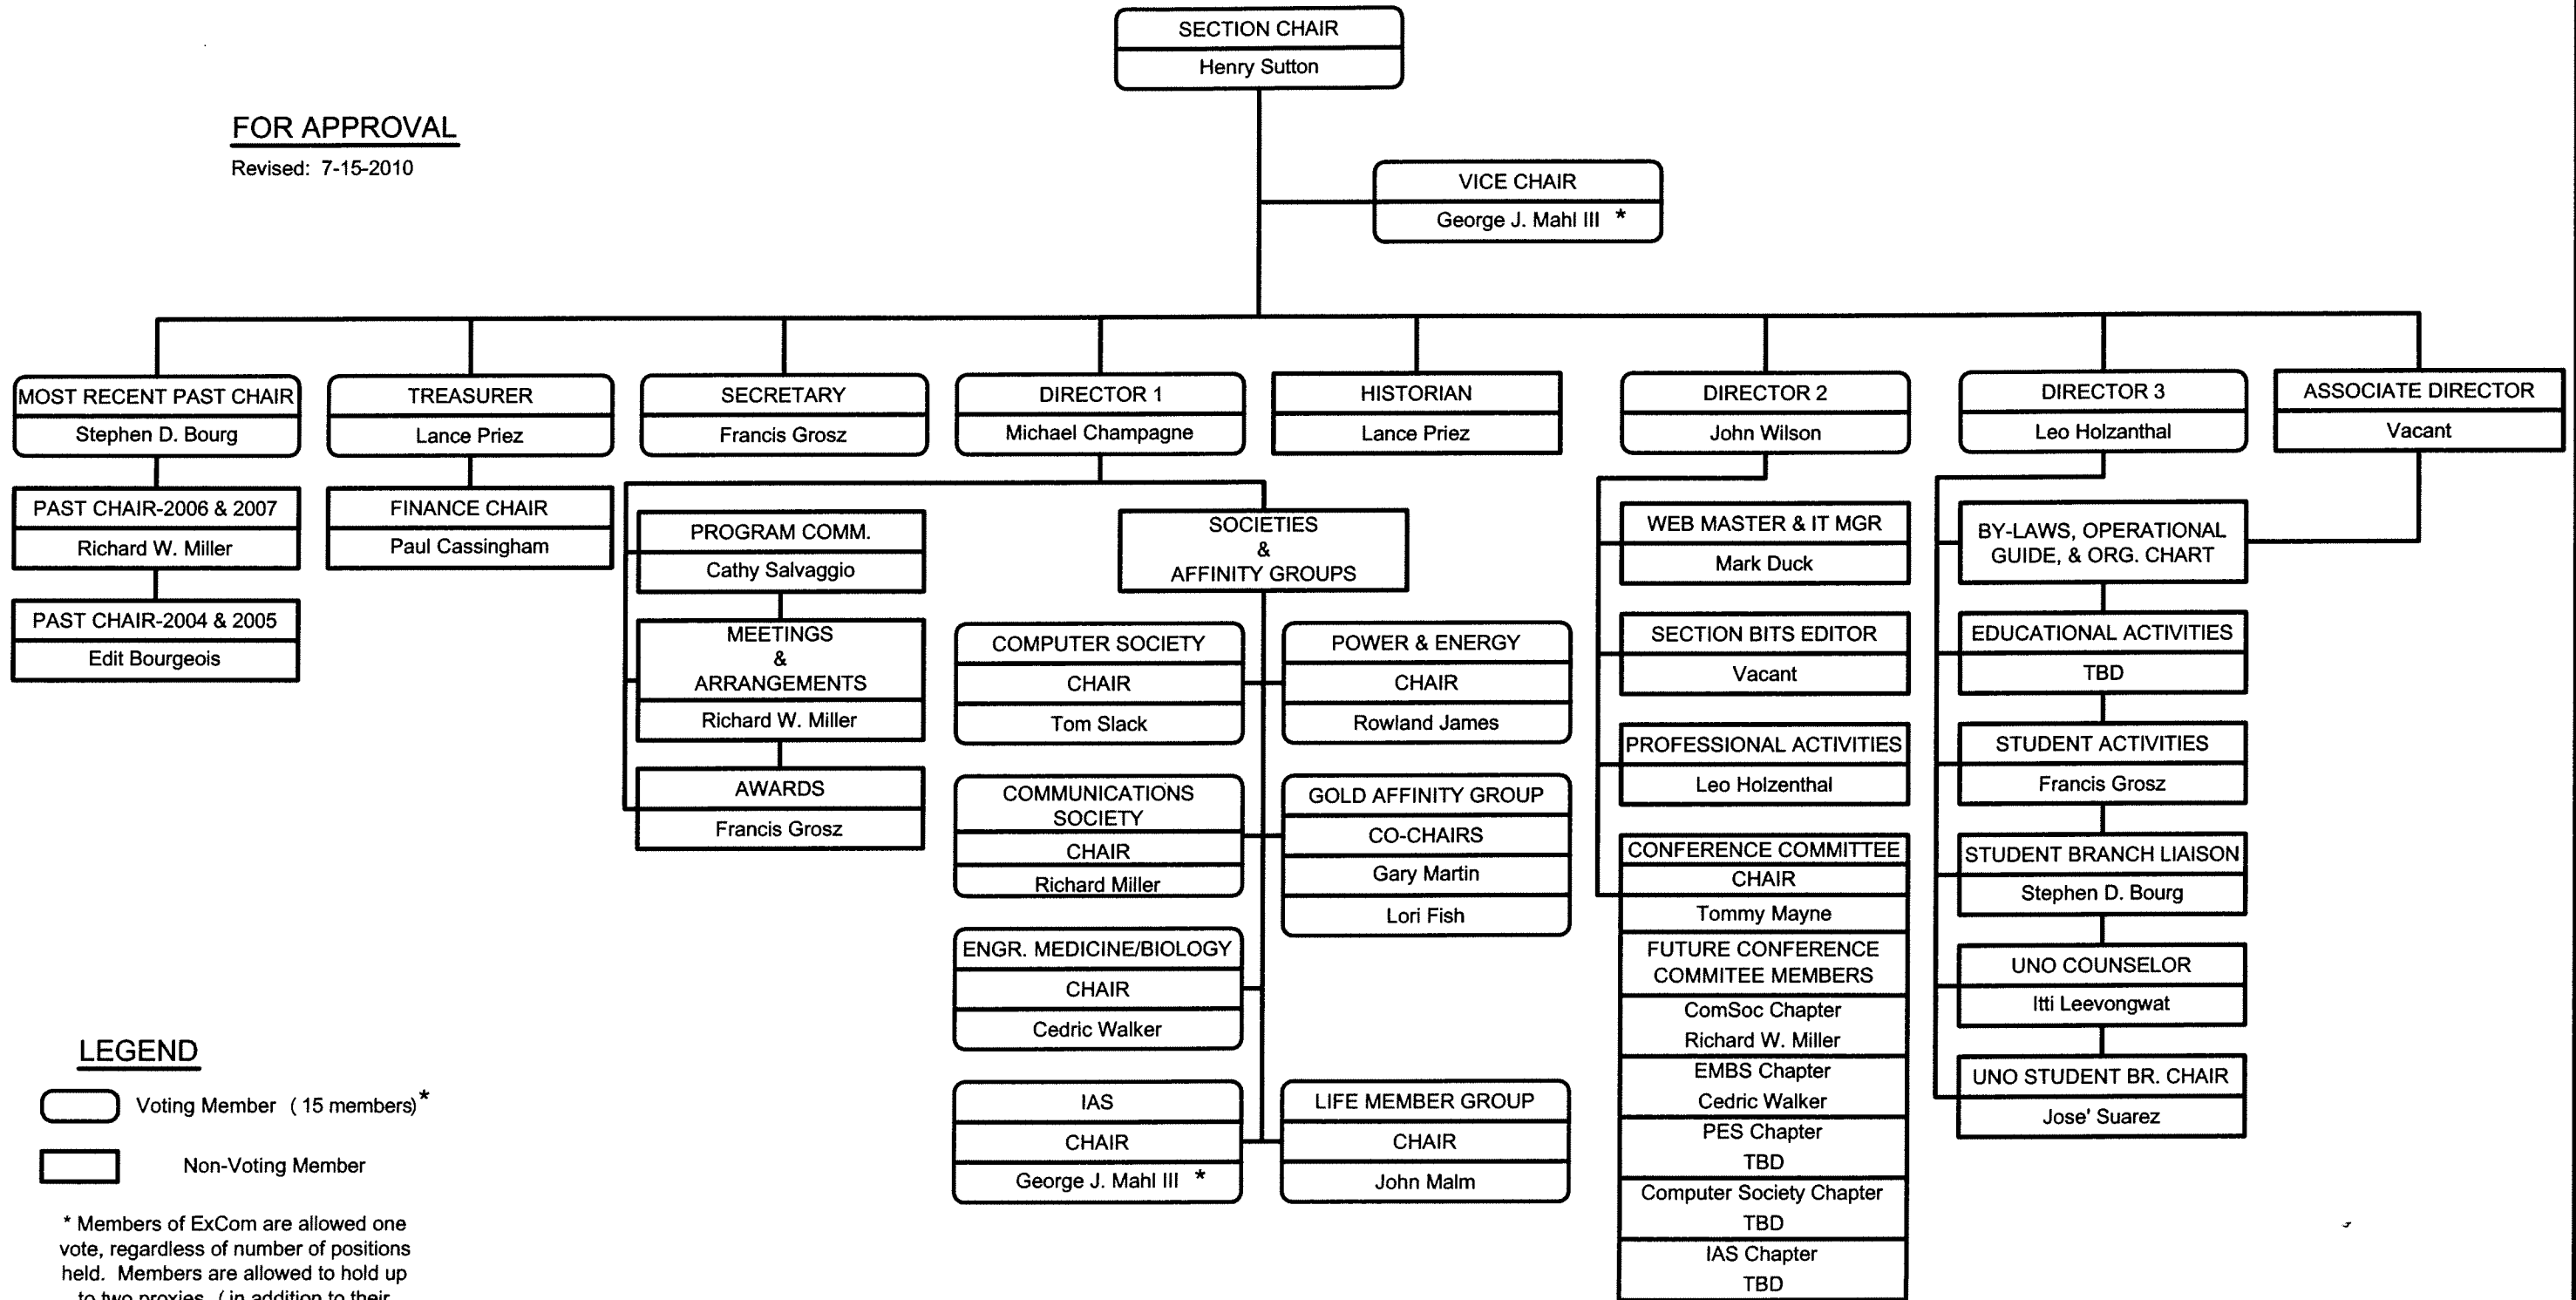 SECTION CHAIR
Henry Sutton
FOR APPROVAL
Revised: 7-15-2010
VICE CHAIR
George J. Mahl III *
MOST RECENT PAST CHAIR
Stephen D. Bourg
PAST CHAIR-2006 & 2007
Richard W. Miller
PAST CHAIR-2004 & 2005
Edit Bourgeois
TREASURER
Lance Priez
FINANCE CHAIR
Paul Cassingham
SECRETARY
Francis Grosz
DIRECTOR 1
Michael Champagne
PROGRAM COMM.
Cathy Salvaggio
MEETINGS
&
ARRANGEMENTS
Richard W. Miller
AWARDS
Francis Grosz
SOCIETIES
&
AFFINITY GROUPS
COMPUTER SOCIETY
CHAIR
Tom Slack
POWER & ENERGY
CHAIR
Rowland James
COMMUNICATIONS
SOCIETY
CHAIR
Richard Miller
GOLD AFFINITY GROUP
CO-CHAIRS
Gary Martin
Lori Fish
ENGR. MEDICINE/BIOLOGY
CHAIR
Cedric Walker
IAS
CHAIR
George J. Mahl III *
LIFE MEMBER GROUP
CHAIR
John Malm
HISTORIAN
Lance Priez
DIRECTOR 2
John Wilson
WEB MASTER & IT MGR
Mark Duck
SECTION BITS EDITOR
Vacant
PROFESSIONAL ACTIVITIES
Leo Holzenthal
CONFERENCE COMMITTEE
CHAIR
Tommy Mayne
FUTURE CONFERENCE
COMMITEE MEMBERS
ComSoc Chapter
Richard W. Miller
EMBS Chapter
Cedric Walker
PES Chapter
TBD
Computer Society Chapter
TBD
IAS Chapter
TBD
DIRECTOR 3
Leo Holzanthal
BY-LAWS, OPERATIONAL
GUIDE, & ORG. CHART
EDUCATIONAL ACTIVITIES
TBD
STUDENT ACTIVITIES
Francis Grosz
STUDENT BRANCH LIAISON
Stephen D. Bourg
UNO COUNSELOR
Itti Leevongwat
UNO STUDENT BR. CHAIR
Jose' Suarez
ASSOCIATE DIRECTOR
Vacant
LEGEND
Voting Member ( 15 members)*
Non-Voting Member
* Members of ExCom are allowed one
vote, regardless of number of positions
held. Members are allowed to hold up
to two proxies ( in addition to their